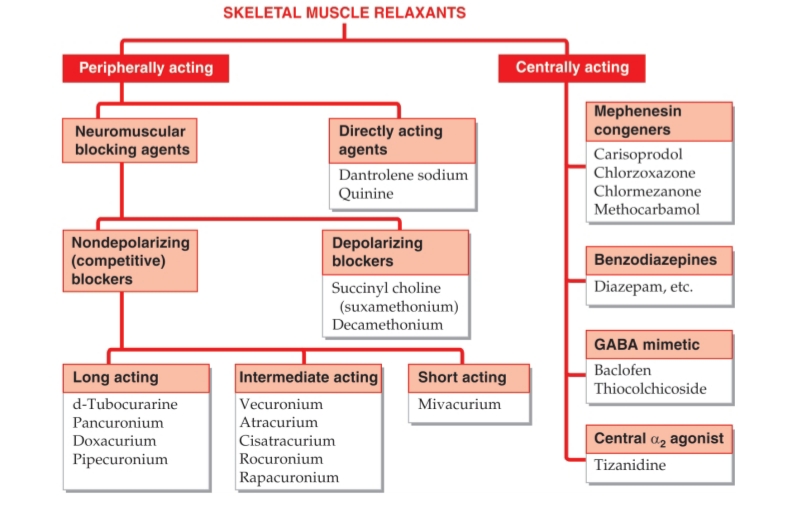 SKELETAL MUSCLE RELAXANTS
Peripherally acting
Centrally acting
Neuromuscular
blocking agents
Directly acting
agents
Dantrolene sodium
Quinine
Nondepolarizing
(competitive)
blockers
Depolarizing
blockers
Succinyl choline
(suxamethonium)
Decamethonium
Long acting
d-Tubocurarine
Pancuronium
Doxacurium
Pipecuronium
Intermediate acting
Vecuronium
Atracurium
Cisatracurium
Rocuronium
Rapacuronium
Short acting
Mivacurium
Mephenesin
congeners
Carisoprodol
Chlorzoxazone
Chlormezanone
Methocarbamol
Benzodiazepines
Diazepam, etc.
GABA mimetic
Baclofen
Thiocolchicoside
Central α₂ agonist
Tizanidine